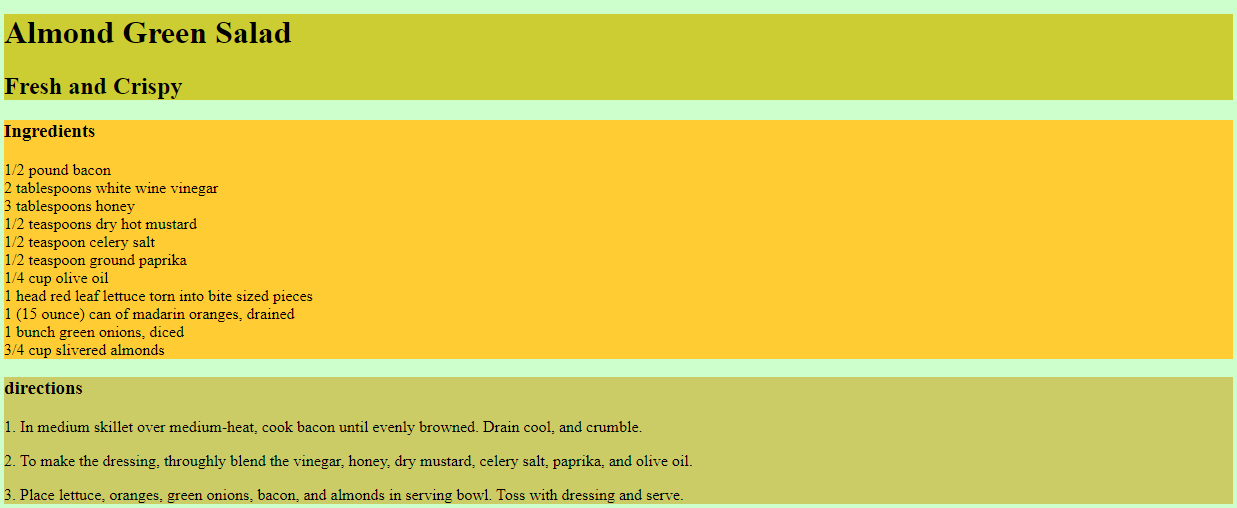 Almond Green Salad
Fresh and Crispy
Ingredients
1/2 pound bacon
2 tablespoons white wine vinegar
3 tablespoons honey
1/2 teaspoons dry hot mustard
1/2 teaspoon celery salt
1/2 teaspoon ground paprika
1/4 cup olive oil
1 head red leaf lettuce torn into bite sized pieces
1 (15 ounce) can of madarin oranges, drained
1 bunch green onions, diced
3/4 cup slivered almonds
directions
1. In medium skillet over medium-heat, cook bacon until evenly browned. Drain cool, and crumble.
2. To make the dressing, throughly blend the vinegar, honey, dry mustard, celery salt, paprika, and olive oil.
3. Place lettuce, oranges, green onions, bacon, and almonds in serving bowl. Toss with dressing and serve.